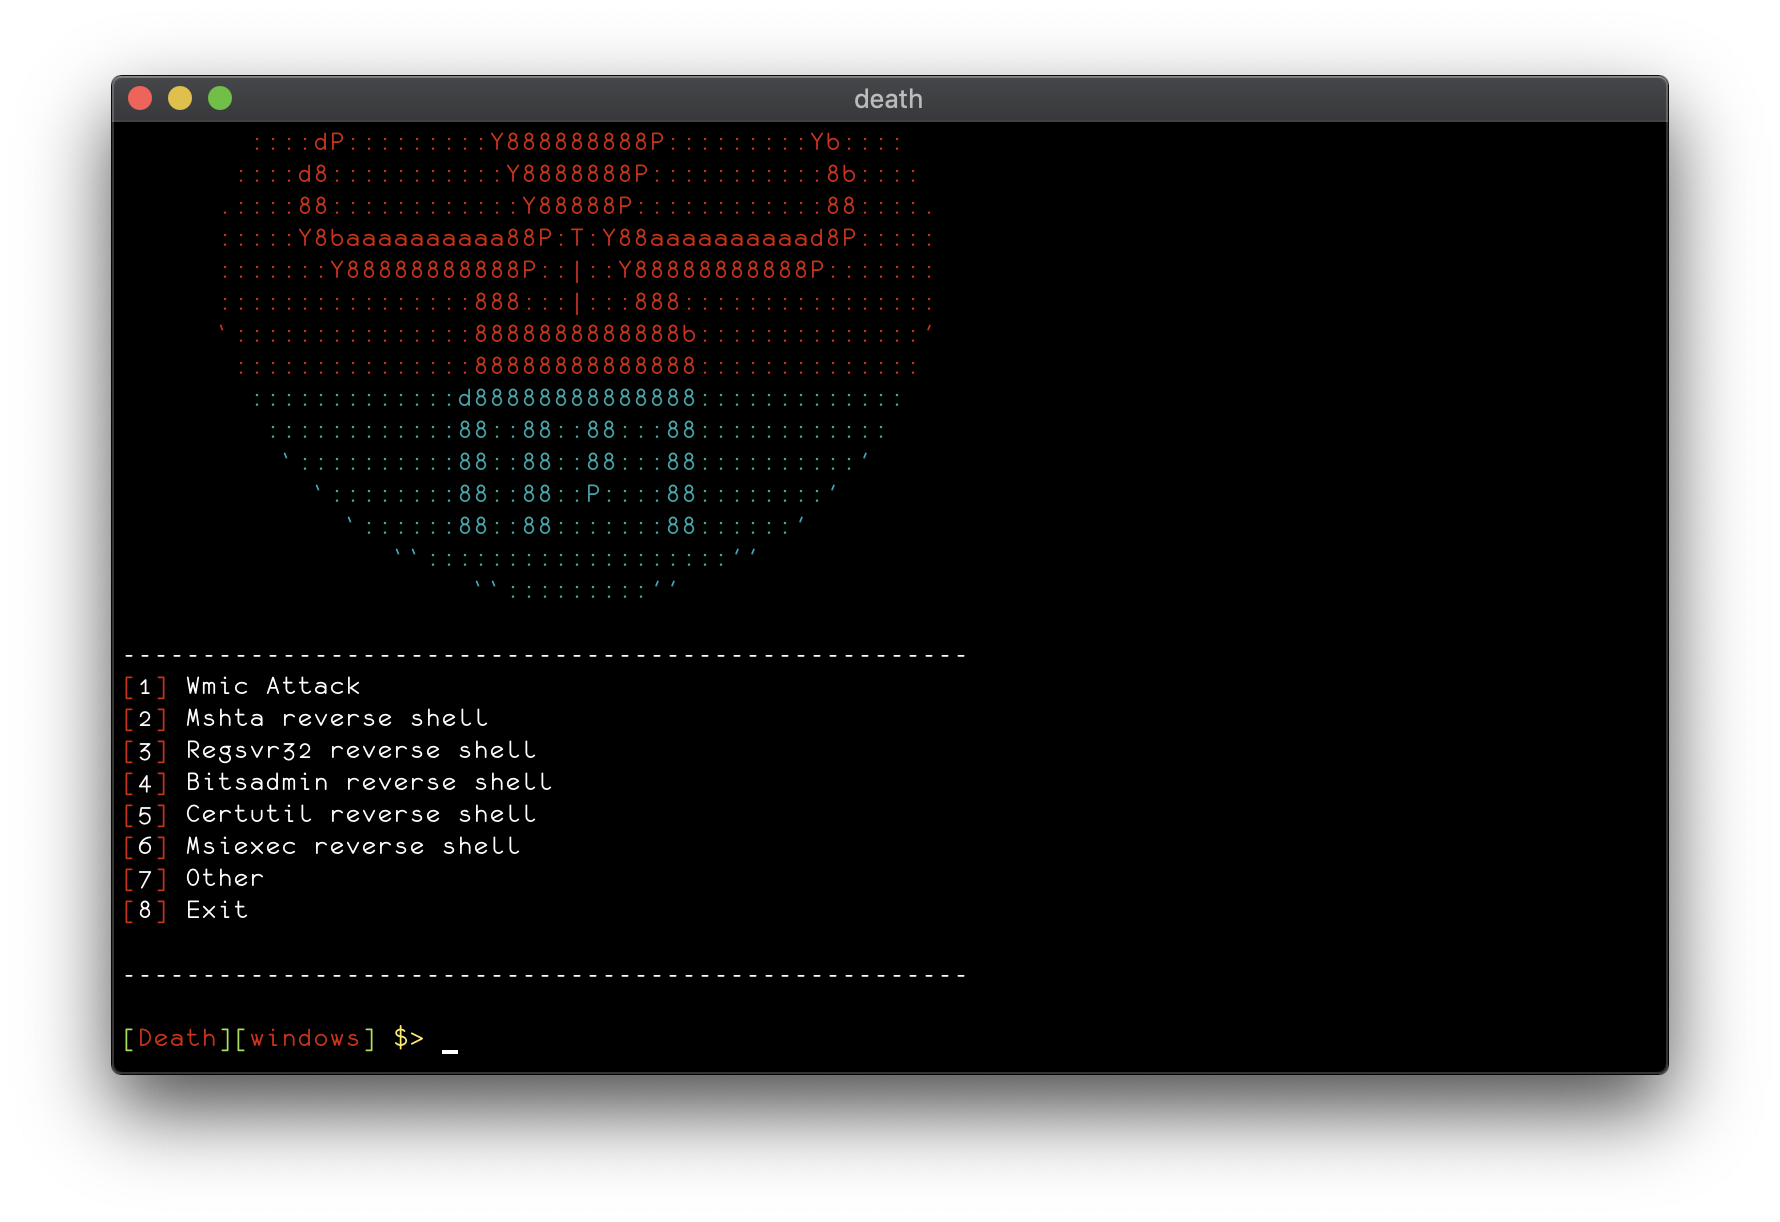 death
::::dP:::::::::Y888888888P:::::::::Yb::::
::::d8:::::::::::Y8888888P:::::::::::8b::::
.::::88::::::::::::Y88888P::::::::::::88::::.
:::::Y8baaaaaaaaaa88P:T:Y88aaaaaaaaaad8P:::::
:::::::Y88888888888P::|::Y88888888888P:::::::
::::::::::::::::888:::|:::888::::::::::::::::
`:::::::::::::::8888888888888b::::::::::::::'
:::::::::::::::88888888888888::::::::::::::
:::::::::::::d88888888888888:::::::::::::
::::::::::::88::88::88:::88::::::::::::
`::::::::::88::88::88:::88::::::::::'
`::::::::88::88::P::::88::::::::'
`::::::88::88:::::::88::::::'
``:::::::::::::::::::''
``:::::::::''
-----------------------------------------------------
[1] Wmic Attack
[2] Mshta reverse shell
[3] Regsvr32 reverse shell
[4] Bitsadmin reverse shell
[5] Certutil reverse shell
[6] Msiexec reverse shell
[7] Other
[8] Exit
-----------------------------------------------------
[Death][windows] $> _